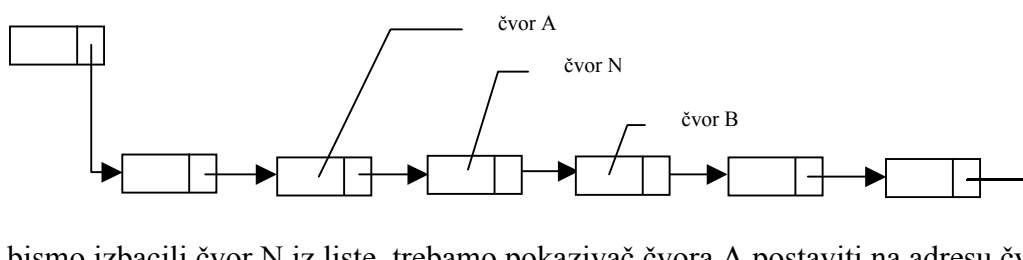 čvor A
čvor N
čvor B
bismo izbacili čvor N iz liste, trebamo pokazivač čvora A postaviti na adresu